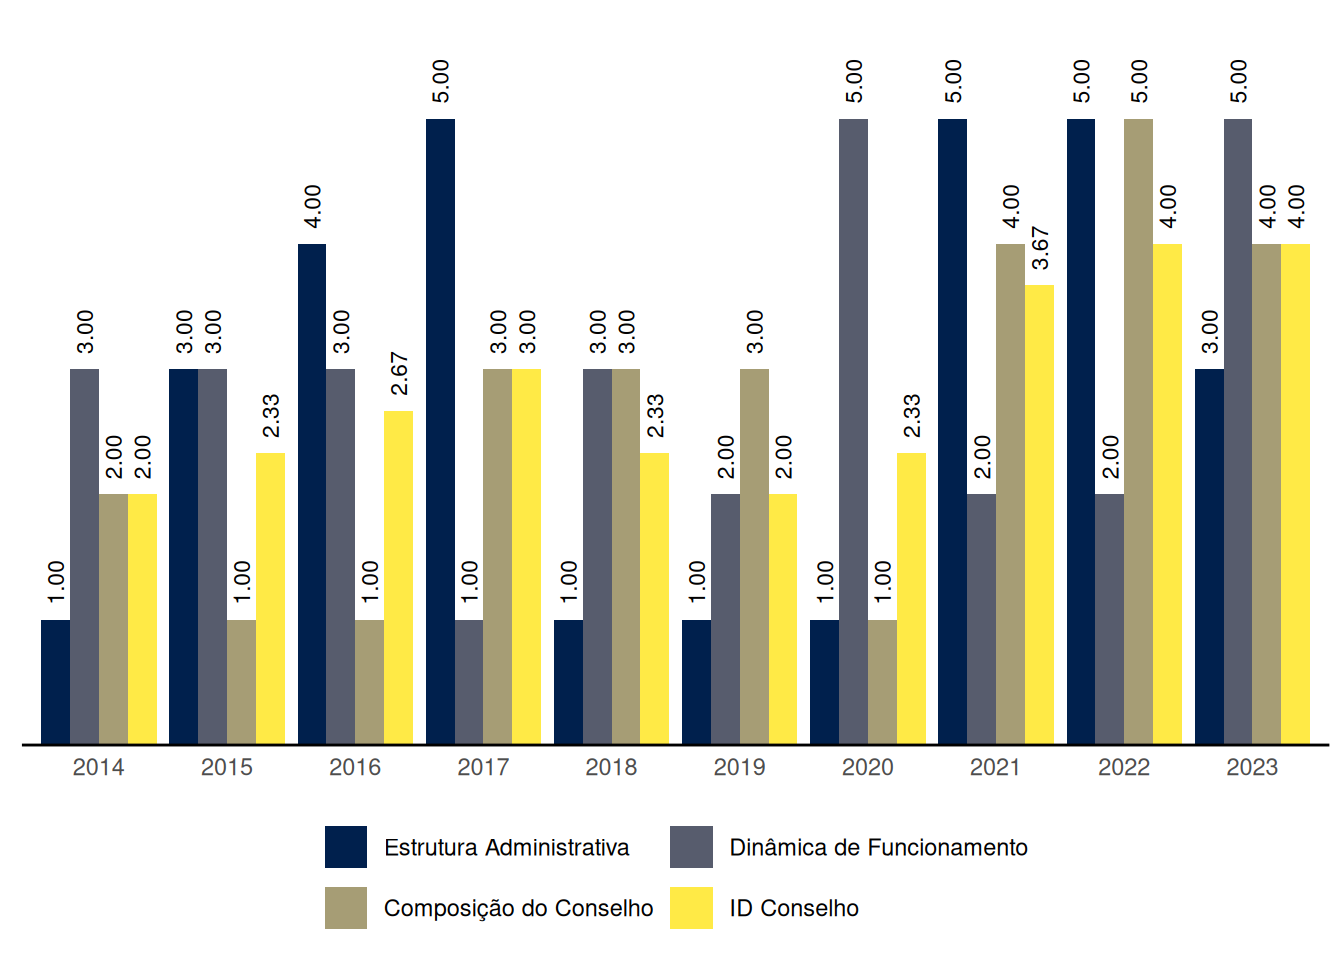 1.00 3.00 2.00 2.00 3.00 3.00 1.00 2.33 4.00 3.00 1.00 2.67 5.00 1.00 3.00 3.00 1.00 3.00 3.00 2.33 1.00 2.00 3.00 2.00 1.00 5.00 1.00 2.33 5.00 2.00 4.00 3.67 5.00 2.00 5.00 4.00 3.00 5.00 4.00 4.00
2014 2015 2016 2017 2018 2019 2020 2021 2022 2023
Estrutura Administrativa Dinâmica de Funcionamento
Composição do Conselho ID Conselho